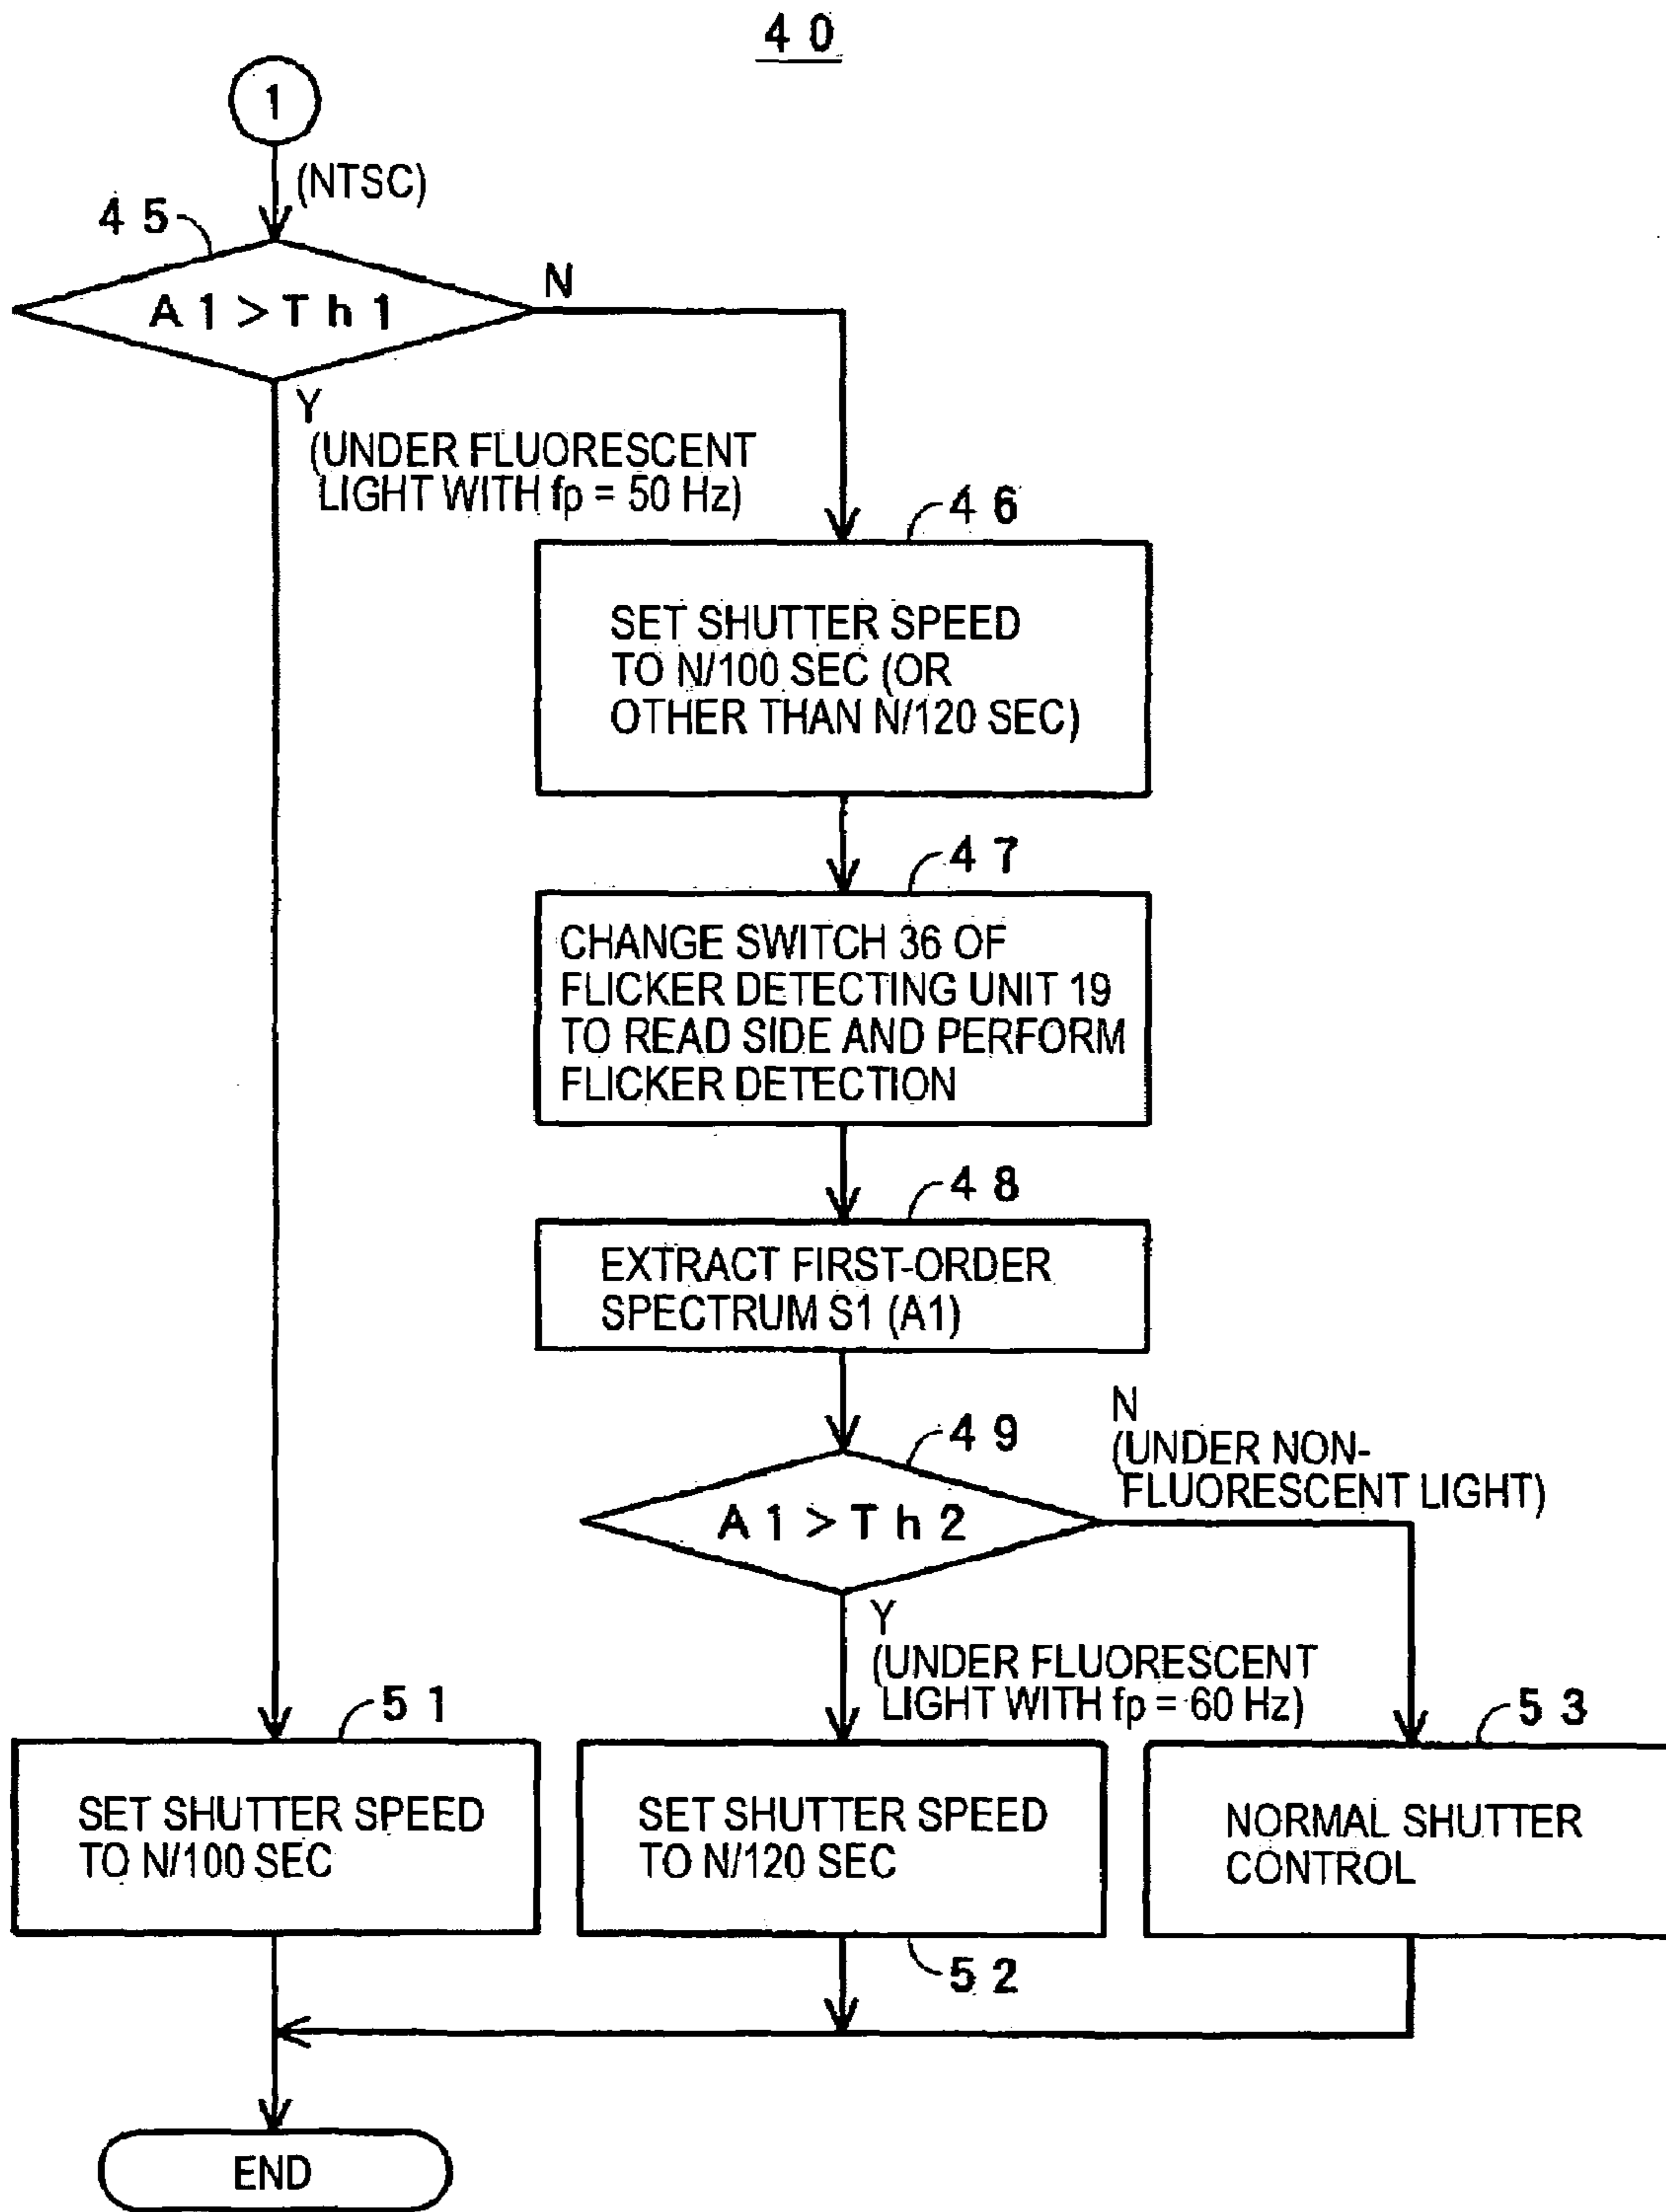 40
1
(NTSC)
45
A1>Th1
N
Y
(UNDER FLUORESCENT
LIGHT WITH fp = 50 Hz)
46
SET SHUTTER SPEED
TO N/100 SEC (OR
OTHER THAN N/120 SEC)
47
CHANGE SWITCH 36 OF
FLICKER DETECTING UNIT 19
TO READ SIDE AND PERFORM
FLICKER DETECTION
48
EXTRACT FIRST-ORDER
SPECTRUM S1 (A1)
49
A1>Th2
N
(UNDER NON-
FLUORESCENT LIGHT)
Y
(UNDER FLUORESCENT
LIGHT WITH fp = 60 Hz)
51
SET SHUTTER SPEED
TO N/100 SEC
SET SHUTTER SPEED
TO N/120 SEC
52
53
NORMAL SHUTTER
CONTROL
END